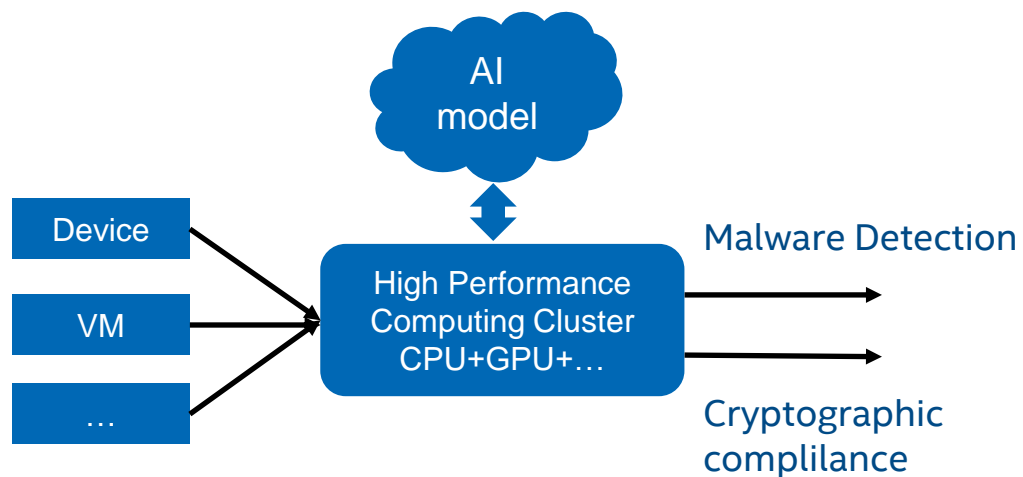 AI
model
Device
VM
…
High Performance
Computing Cluster
CPU+GPU+…
Malware Detection
Cryptographic
complilance